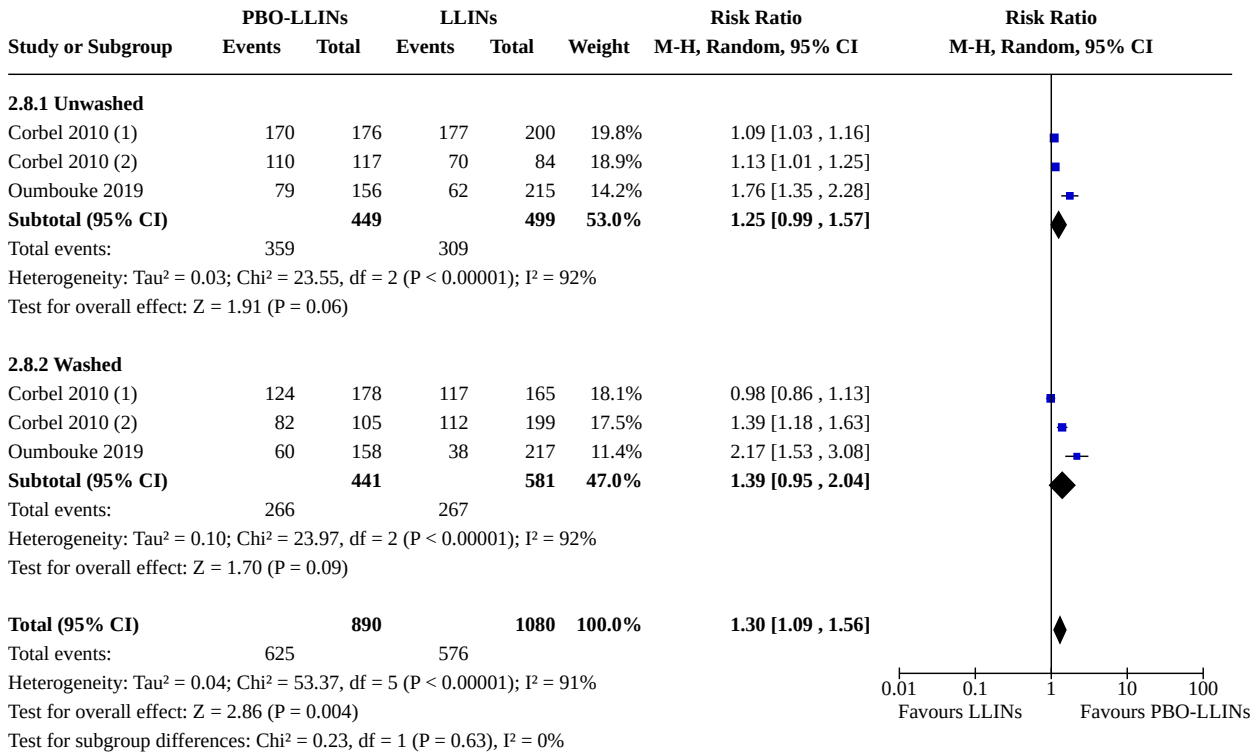 PBO-LLINs LLINs Risk Ratio Risk Ratio
Study or Subgroup Events Total Events Total Weight M-H, Random, 95% CI M-H, Random, 95% CI
2.8.1 Unwashed
Corbel 2010 (1) 170 176 177 200 19.8% 1.09 [1.03 , 1.16]
Corbel 2010 (2) 110 117 70 84 18.9% 1.13 [1.01 , 1.25]
Oumbouke 2019 79 156 62 215 14.2% 1.76 [1.35 , 2.28]
Subtotal (95% CI) 449 499 53.0% 1.25 [0.99 , 1.57]
Total events: 359 309
Heterogeneity: Tau² = 0.03; Chi² = 23.55, df = 2 (P < 0.00001); I² = 92%
Test for overall effect: Z = 1.91 (P = 0.06)
2.8.2 Washed
Corbel 2010 (1) 124 178 117 165 18.1% 0.98 [0.86 , 1.13]
Corbel 2010 (2) 82 105 112 199 17.5% 1.39 [1.18 , 1.63]
Oumbouke 2019 60 158 38 217 11.4% 2.17 [1.53 , 3.08]
Subtotal (95% CI) 441 581 47.0% 1.39 [0.95 , 2.04]
Total events: 266 267
Heterogeneity: Tau² = 0.10; Chi² = 23.97, df = 2 (P < 0.00001); I² = 92%
Test for overall effect: Z = 1.70 (P = 0.09)
Total (95% CI) 890 1080 100.0% 1.30 [1.09 , 1.56]
Total events: 625 576
Heterogeneity: Tau² = 0.04; Chi² = 53.37, df = 5 (P < 0.00001); I² = 91%
0.01 0.1 1 10 100
Test for overall effect: Z = 2.86 (P = 0.004)
Favours LLINs Favours PBO-LLINs
Test for subgroup differences: Chi² = 0.23, df = 1 (P = 0.63), I² = 0%